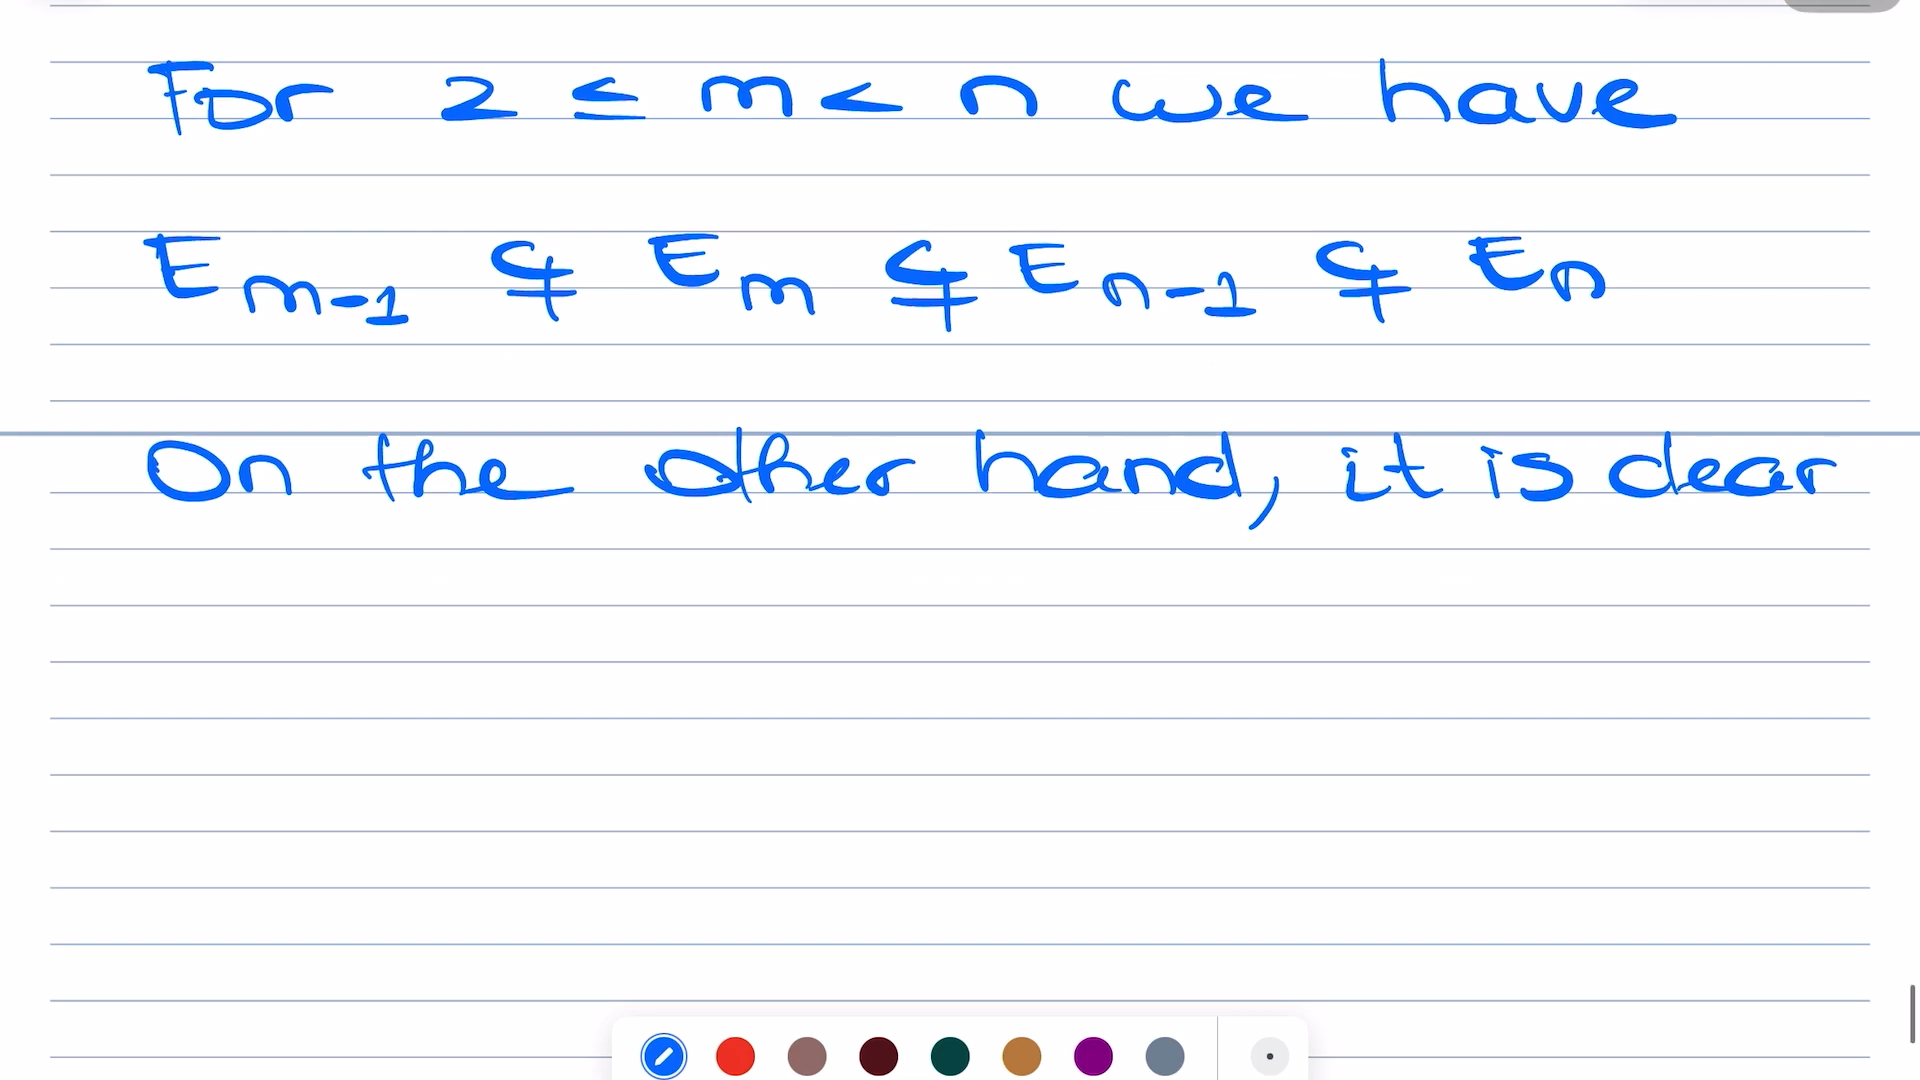 For 2 ≤ m < n we have
E_{m-1} ⊊ E_m ⊊ E_{n-1} ⊊ E_n
On the other hand, it is clear